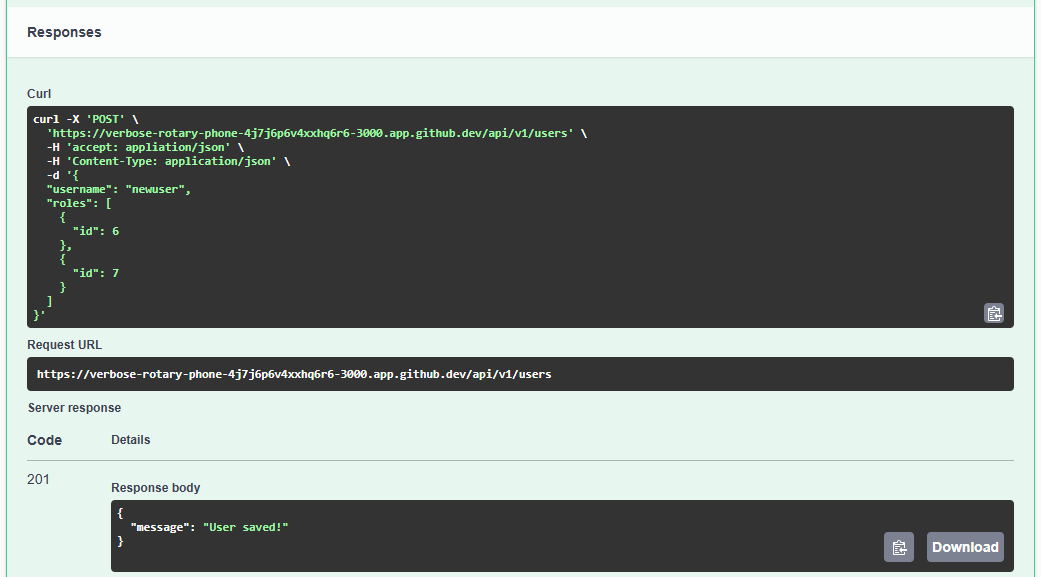 Responses
Curl
curl -X 'POST' \
  'https://verbose-rotary-phone-4j7j6p6v4xxhq6r6-3000.app.github.dev/api/v1/users' \
  -H 'accept: appliation/json' \
  -H 'Content-Type: application/json' \
  -d '{
  "username": "newuser",
  "roles": [
    {
      "id": 6
    },
    {
      "id": 7
    }
  ]
}'
Request URL
https://verbose-rotary-phone-4j7j6p6v4xxhq6r6-3000.app.github.dev/api/v1/users
Server response
Code Details
201
Response body
{
  "message": "User saved!"
}
Download